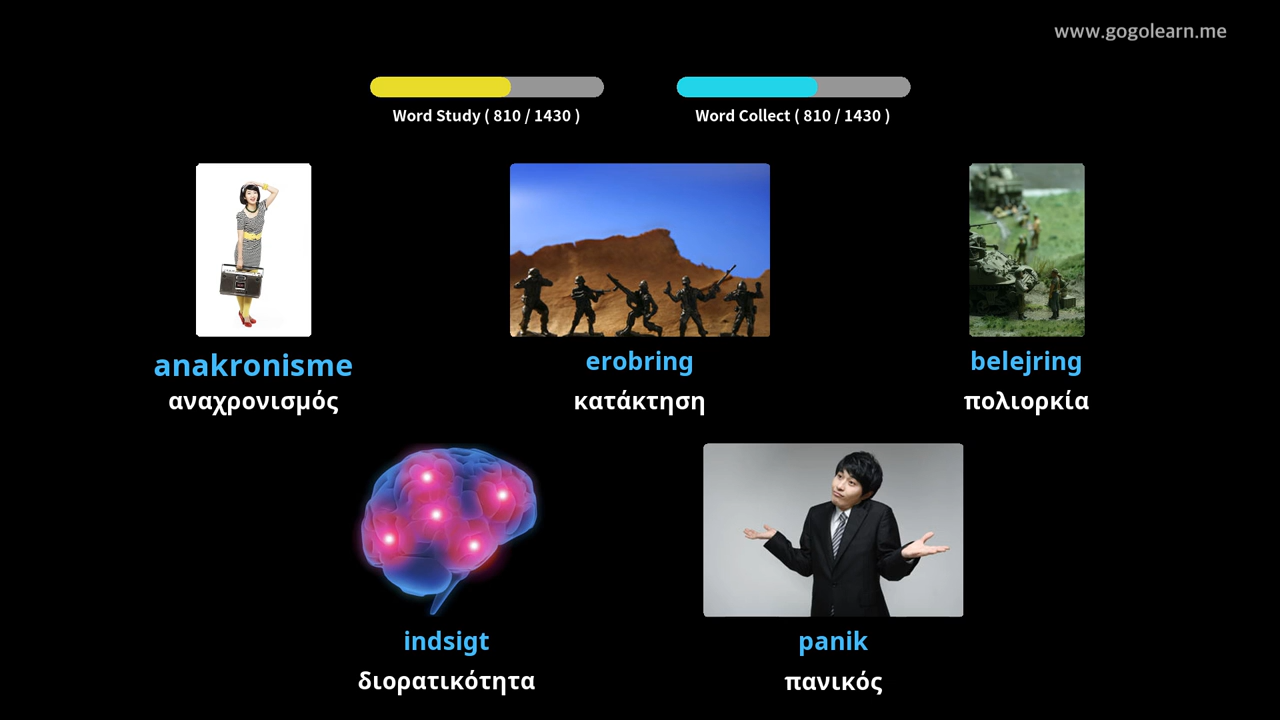 www.gogolearn.me
Word Study ( 810 / 1430 )
Word Collect ( 810 / 1430 )
anakronisme
αναχρονισμός
erobring
κατάκτηση
belejring
πολιορκία
indsigt
διορατικότητα
panik
πανικός